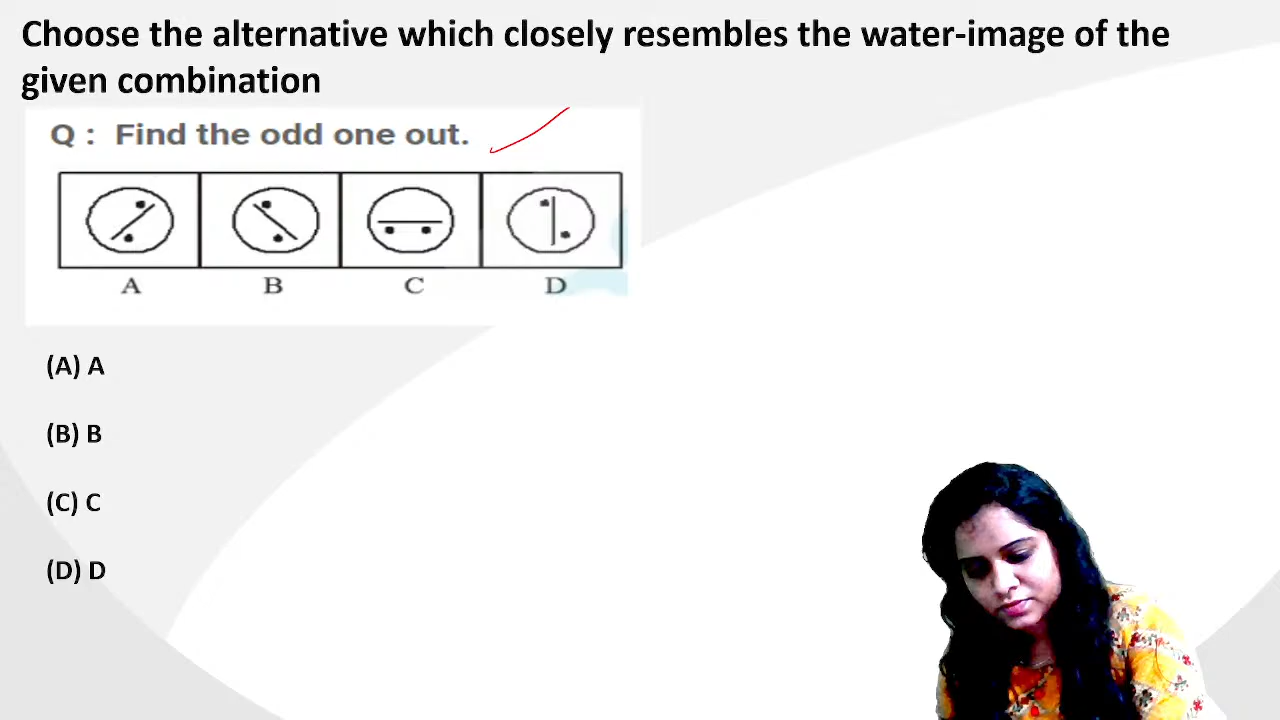 Choose the alternative which closely resembles the water-image of the
given combination
Q : Find the odd one out.
A B C D
(A) A
(B) B
(C) C
(D) D